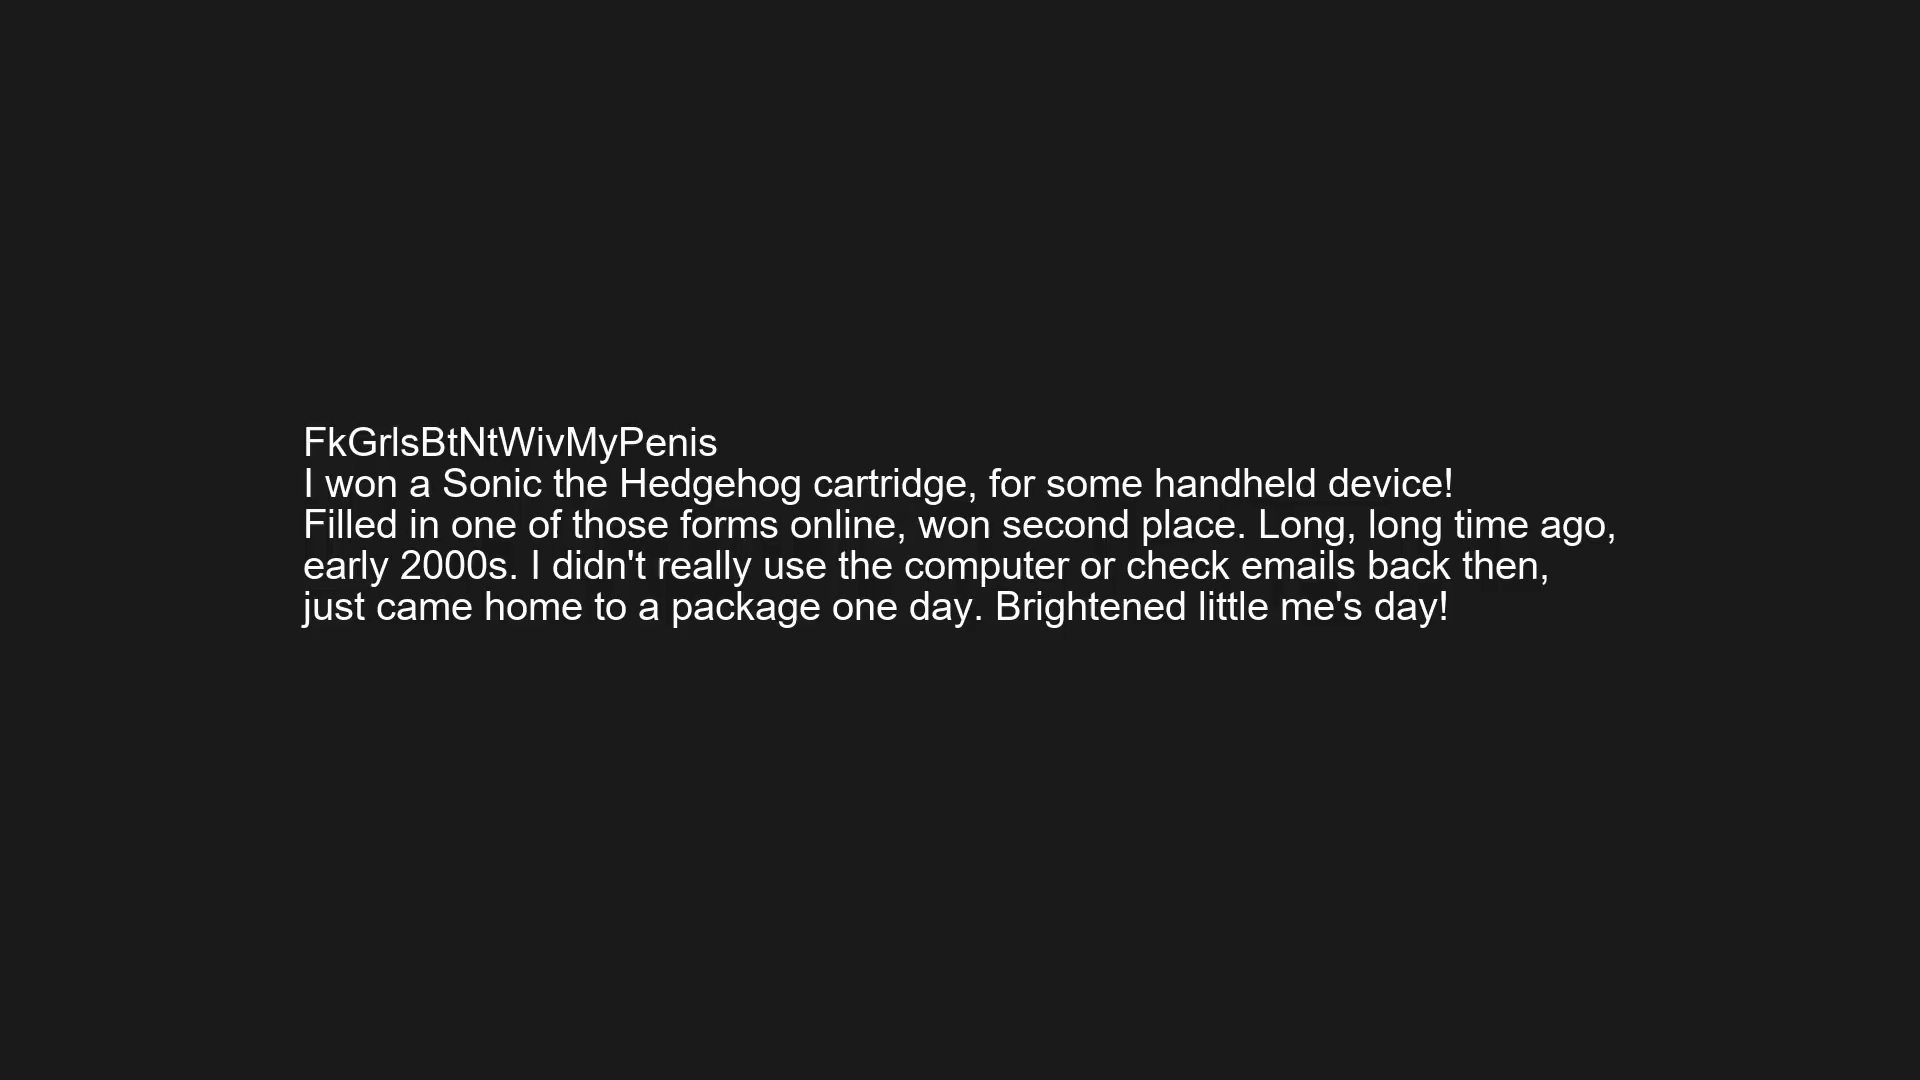 FkGrlsBtNtWivMyPenis
I won a Sonic the Hedgehog cartridge, for some handheld device!
Filled in one of those forms online, won second place. Long, long time ago,
early 2000s. I didn't really use the computer or check emails back then,
just came home to a package one day. Brightened little me's day!